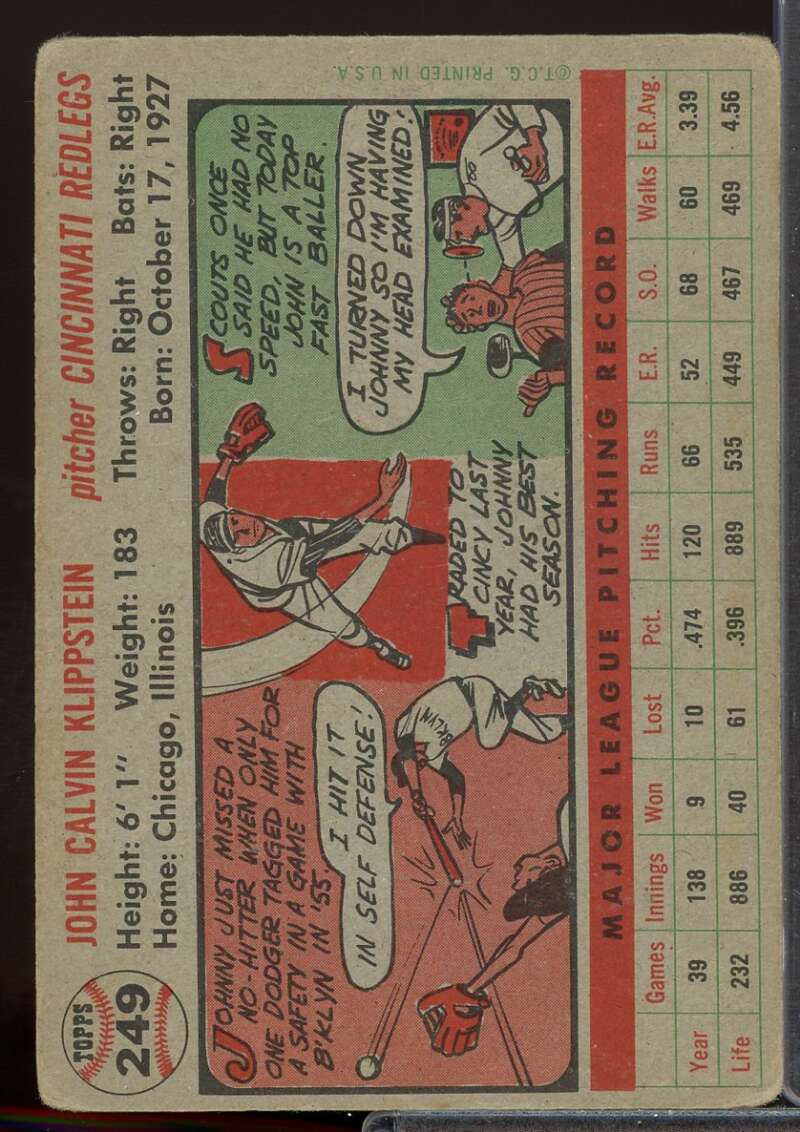 TOPPS
249
JOHN CALVIN KLIPPSTEIN pitcher CINCINNATI REDLEGS
Height: 6' 1" Weight: 183 Throws: Right Bats: Right
Home: Chicago, Illinois Born: October 17, 1927
JOHNNY JUST MISSED A
NO-HITTER WHEN ONLY
ONE DODGER TAGGED HIM FOR
A SAFETY IN A GAME WITH
B'KLYN IN '55.
I HIT IT
IN SELF DEFENSE!
BKLYN
TRADED TO
CINCY LAST
YEAR, JOHNNY
HAD HIS BEST
SEASON.
SCOUTS ONCE
SAID HE HAD NO
SPEED, BUT TODAY
JOHN IS A TOP
FAST BALLER.
I TURNED DOWN
JOHNNY SO I'M HAVING
MY HEAD EXAMINED!
©T.C.G. PRINTED IN U.S.A.
MAJOR LEAGUE PITCHING RECORD
Games Innings Won Lost Pct. Hits Runs E.R. S.O. Walks E.R.Avg.
Year 39 138 9 10 .474 120 66 52 68 60 3.39
Life 232 886 40 61 .396 889 535 449 467 469 4.56